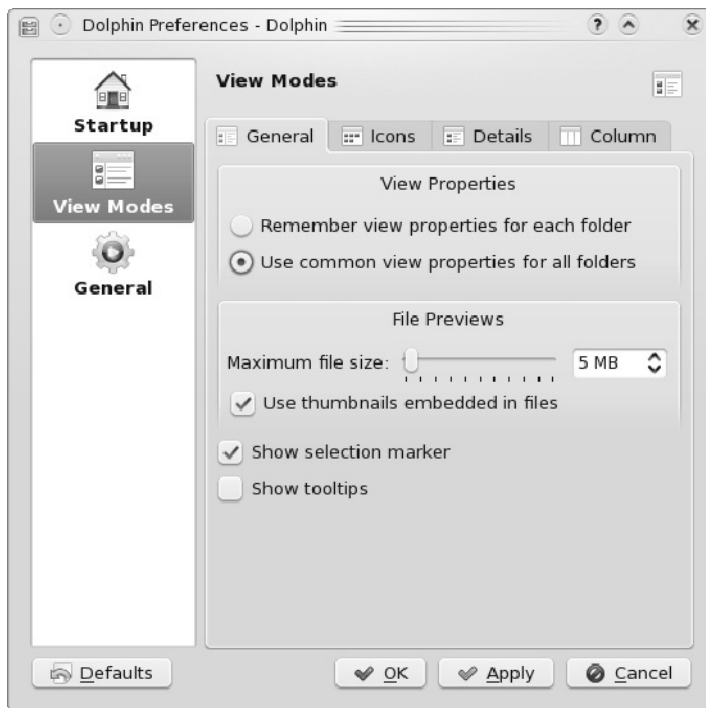 Dolphin Preferences - Dolphin
Startup
View Modes
General
View Modes
General Icons Details Column
View Properties
Remember view properties for each folder
Use common view properties for all folders
File Previews
Maximum file size: 5 MB
Use thumbnails embedded in files
Show selection marker
Show tooltips
Defaults OK Apply Cancel